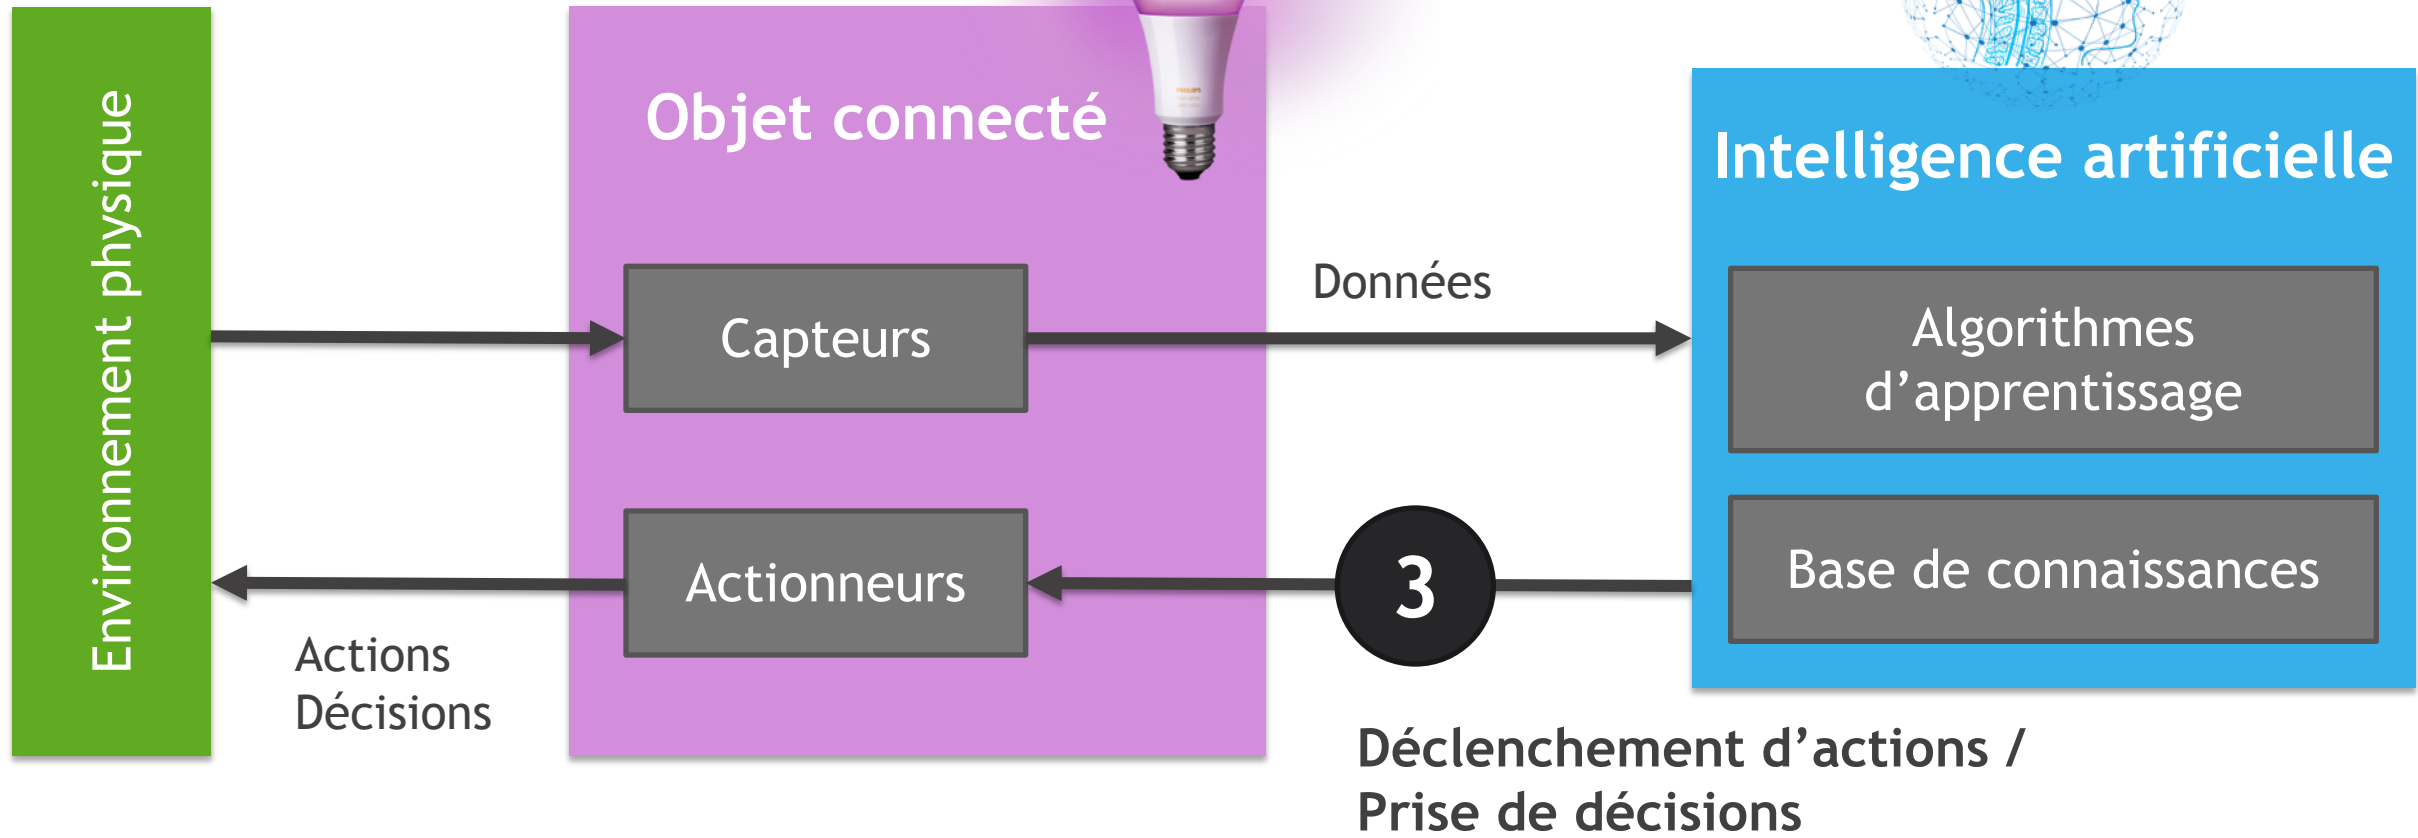 Environnement physique
Objet connecté
PHILIPS
Intelligence artificielle
Capteurs
Données
Algorithmes
d’apprentissage
Actionneurs
3
Base de connaissances
Actions
Décisions
Déclenchement d’actions /
Prise de décisions